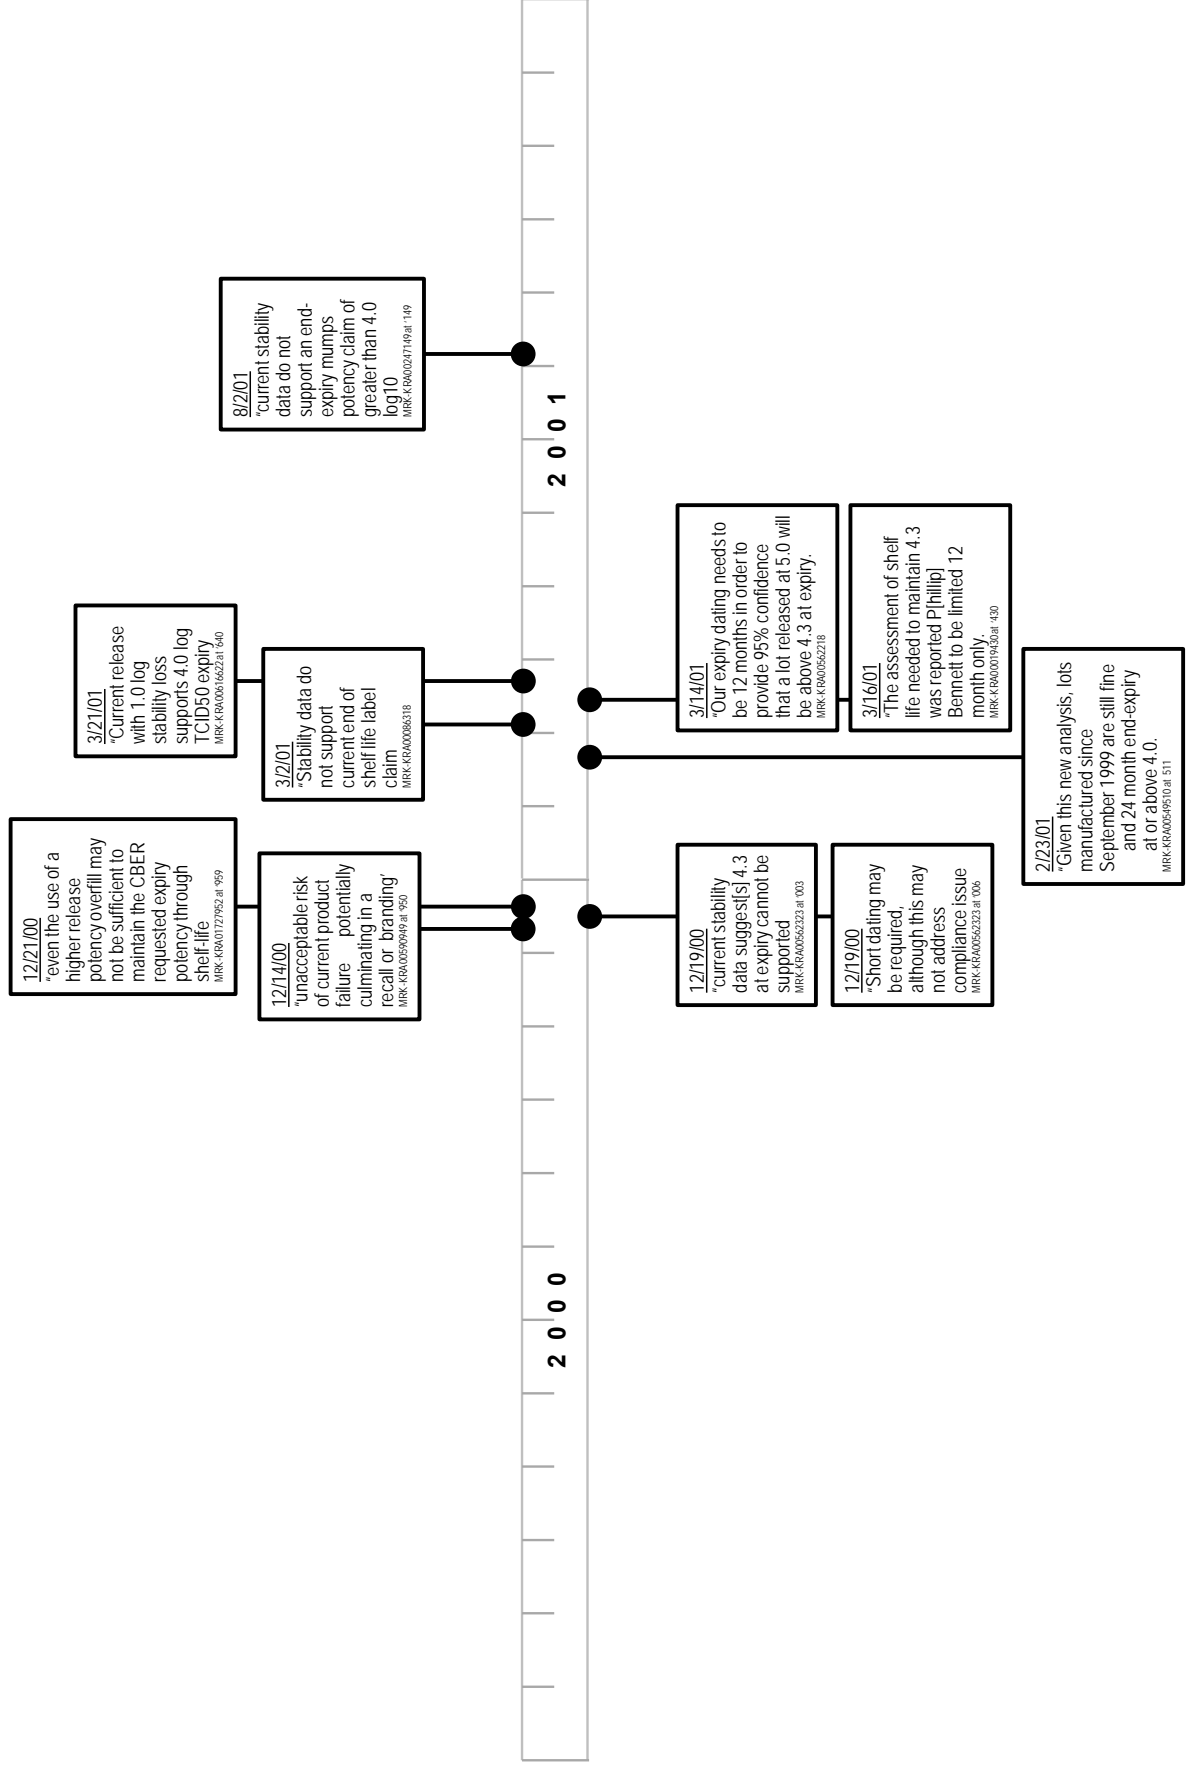 12/21/00
“even the use of a
higher release
potency overfill may
not be sufficient to
maintain the CBER
requested expiry
potency through
shelf-life
MRK-KRA01727952 at ‘959
12/14/00
“unacceptable risk
of current product
failure potentially
culminating in a
recall or branding’
MRK-KRA00590949 at ‘950
3/21/01
“Current release
with 1.0 log
stability loss
supports 4.0 log
TCID50 expiry
MRK-KRA00616622at ‘640
3/2/01
“Stability data do
not support
current end of
shelf life label
claim
MRK-KRA00086318
8/2/01
“current stability
data do not
support an end-
expiry mumps
potency claim of
greater than 4.0
log10
MRK-KRA00247149at ‘149
2 0 0 0
2 0 0 1
12/19/00
“current stability
data suggest[s] 4.3
at expiry cannot be
supported
MRK-KRA00562323 at ‘003
12/19/00
“Short dating may
be required,
although this may
not address
compliance issue
MRK-KRA00562323 at ‘006
3/14/01
“Our expiry dating needs to
be 12 months in order to
provide 95% confidence
that a lot released at 5.0 will
be above 4.3 at expiry.
MRK-KRA00562218
3/16/01
“The assessment of shelf
life needed to maintain 4.3
was reported P[hillip]
Bennett to be limited 12
month only.
MRK-KRA00019430 at ‘430
2/23/01
“Given this new analysis, lots
manufactured since
September 1999 are still fine
and 24 month end-expiry
at or above 4.0.
MRK-KRA00549510 at 511